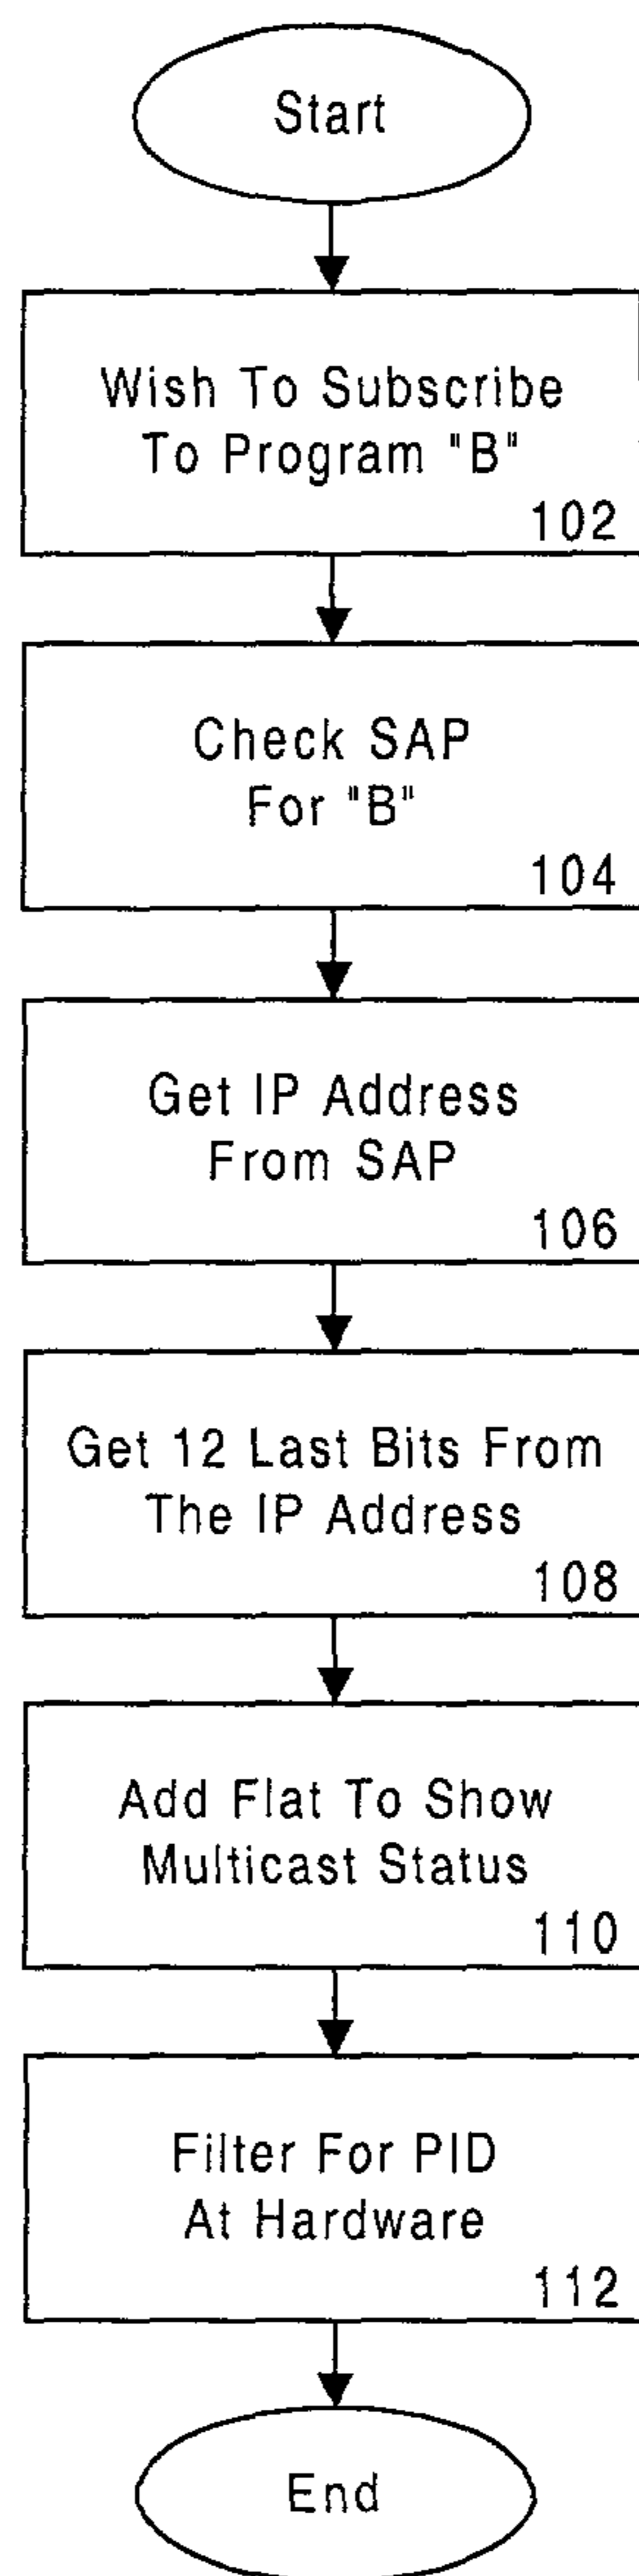 Start
Wish To Subscribe
To Program "B"
102
Check SAP
For "B"
104
Get IP Address
From SAP
106
Get 12 Last Bits From
The IP Address
108
Add Flat To Show
Multicast Status
110
Filter For PID
At Hardware
112
End